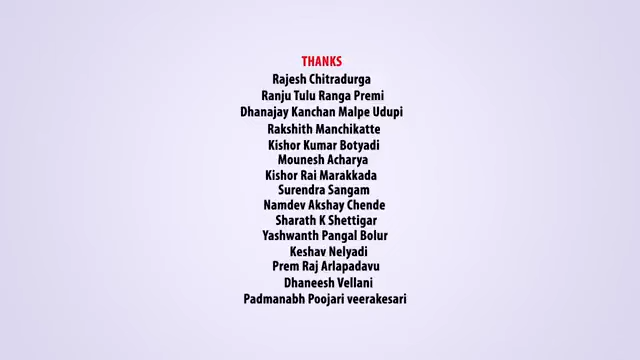 THANKS
Rajesh Chitradurga
Ranju Tulu Ranga Premi
Dhanajay Kanchan Malpe Udupi
Rakshith Manchikatte
Kishor Kumar Botyadi
Mounesh Acharya
Kishor Rai Marakkada
Surendra Sangam
Namdev Akshay Chende
Sharath K Shettigar
Yashwanth Pangal Bolur
Keshav Nelyadi
Prem Raj Arlapadavu
Dhaneesh Vellani
Padmanabh Poojari veerakesari